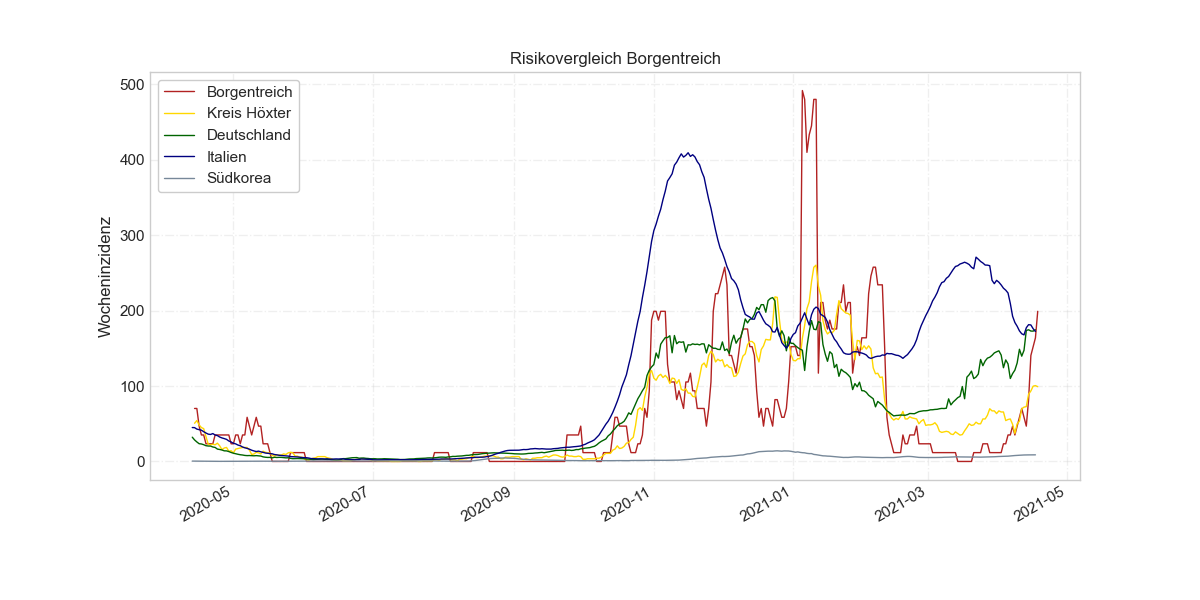 Risikovergleich Borgentreich
Wocheninzidenz
500
400
300
200
100
0
Borgentreich
Kreis Höxter
Deutschland
Italien
Südkorea
2020-05
2020-07
2020-09
2020-11
2021-01
2021-03
2021-05